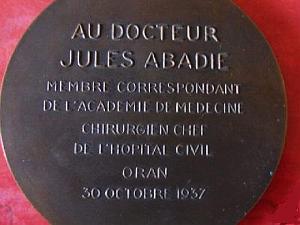 AU DOCTEUR
JULES ABADIE
MEMBRE CORRESPONDANT
DE L'ACADEMIE DE MEDECINE
CHIRURGIEN CHEF
DE L'HOPITAL CIVIL
ORAN
30 OCTOBRE 1937